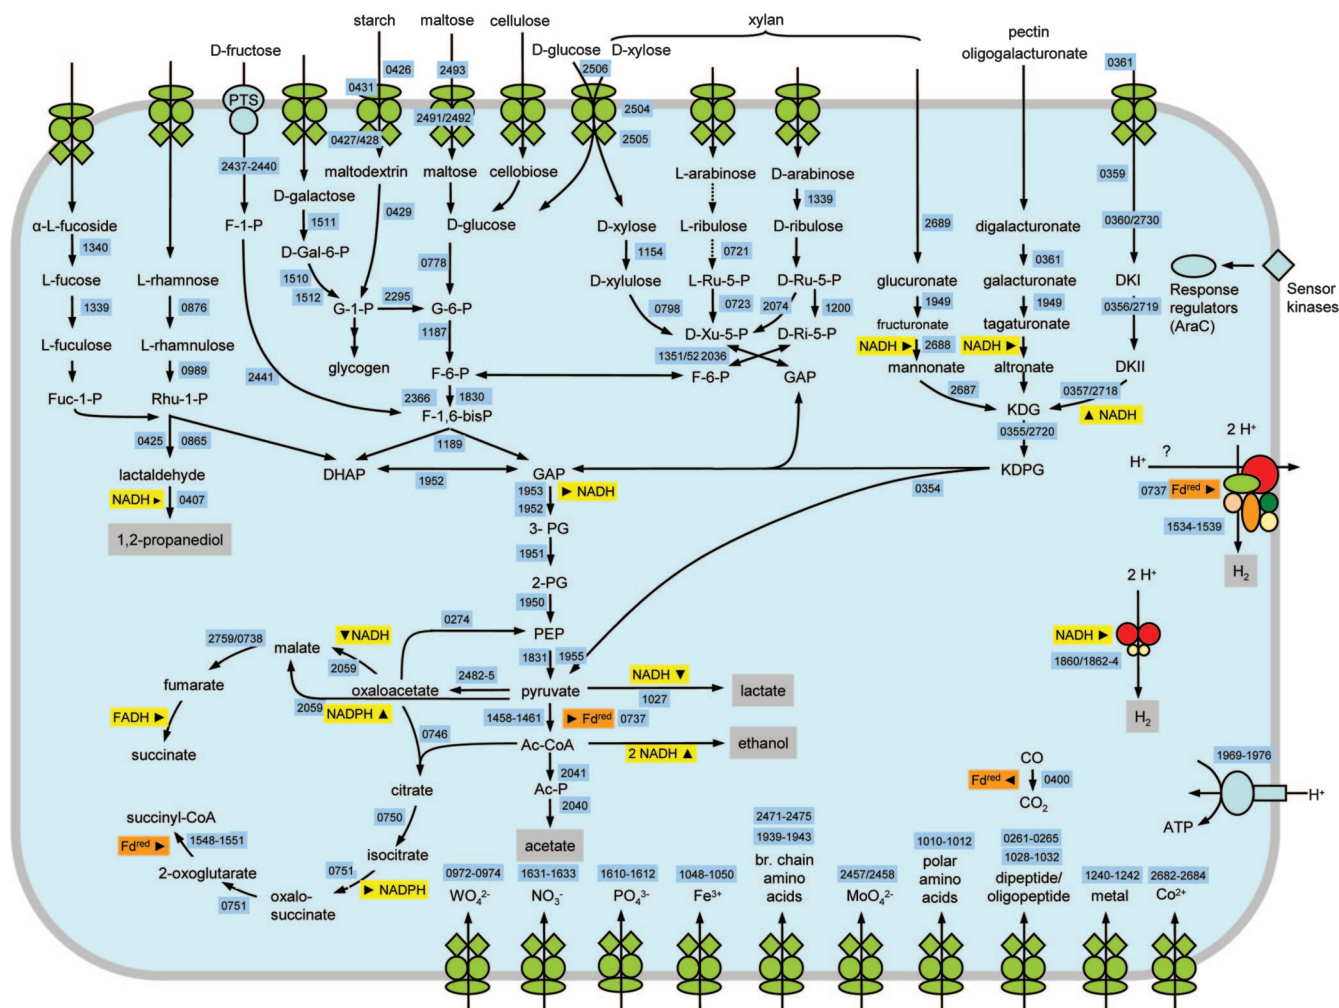 starch
maltose
cellulose
xylan
D-fructose
D-glucose
D-xylose
pectin
oligogalacturonate
0426
0431
2493
2506
0361
PTS
2491/2492
2504
0427/428
2505
2437-2440
maltodextrin
maltose
cellobiose
L-arabinose
D-arabinose
0359
D-galactose
1339
α-L-fucoside
F-1-P
1511
0429
D-glucose
D-xylose
L-ribulose
D-ribulose
2689
digalacturonate
0360/2730
1340
D-Gal-6-P
0778
1154
0721
0361
L-fucose
L-rhamnose
1510
1512
2295
D-xylulose
L-Ru-5-P
D-Ru-5-P
glucuronate
galacturonate
DKI
Response
regulators
(AraC)
Sensor
kinases
1339
0876
G-1-P
G-6-P
0798
0723
2074
1200
1949
1949
0356/2719
1187
D-Xu-5-P
D-Ri-5-P
fructuronate
tagaturonate
L-fuculose
L-rhamnulose
NADH ►
2688
NADH ►
glycogen
1351/52
2036
0989
2441
F-6-P
F-6-P
GAP
mannonate
altronate
DKII
Fuc-1-P
Rhu-1-P
2366
1830
2687
0357/2718
F-1,6-bisP
KDG
▲ NADH
0425
0865
1189
0355/2720
2 H⁺
lactaldehyde
DHAP
1952
GAP
KDPG
H⁺
?
NADH ►
0407
1953
► NADH
0354
0737
Fdʳᵉᵈ ►
1952
1,2-propanediol
3- PG
1534-1539
1951
H₂
2-PG
2 H⁺
1950
0274
2759/0738
▼NADH
PEP
NADH ►
malate
2059
1831
1955
1860/1862-4
fumarate
2482-5
NADH ▼
oxaloacetate
pyruvate
1027
lactate
2059
NADPH ▲
H₂
FADH ►
1458-1461
► Fdʳᵉᵈ
0737
0746
Ac-CoA
2 NADH ▲
ethanol
succinate
CO
1969-1976
2041
Fdʳᵉᵈ ◄
0400
citrate
Ac-P
CO₂
H⁺
2040
succinyl-CoA
0750
2471-2475
ATP
Fdʳᵉᵈ ►
1548-1551
1939-1943
1010-1012
0261-0265
acetate
isocitrate
1028-1032
2-oxoglutarate
0751
► NADPH
0751
oxalo-
succinate
0972-0974
WO₄²⁻
1631-1633
NO₃⁻
1610-1612
PO₄³⁻
1048-1050
Fe³⁺
br. chain
amino
acids
2457/2458
MoO₄²⁻
polar
amino
acids
dipeptide/
oligopeptide
1240-1242
metal
2682-2684
Co²⁺